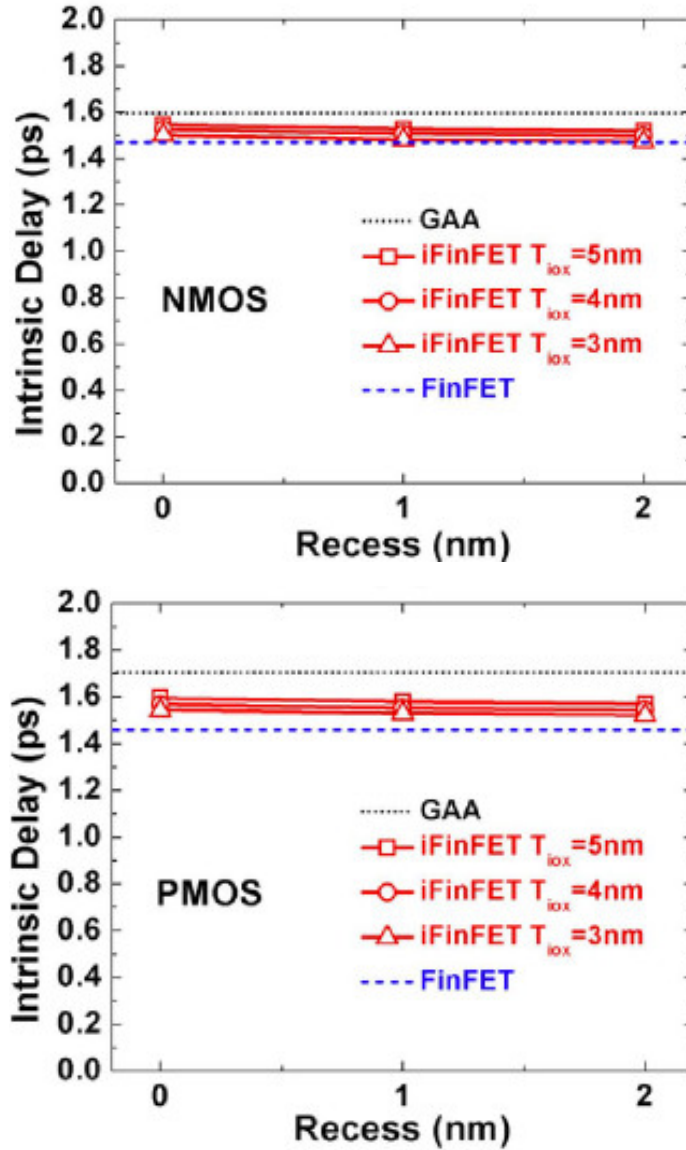 2.0
1.8
1.6
1.4
1.2
1.0
0.8
0.6
0.4
0.2
0.0
Intrinsic Delay (ps)
GAA
iFinFET Tiox=5nm
iFinFET Tiox=4nm
iFinFET Tiox=3nm
FinFET
NMOS
0 1 2
Recess (nm)
2.0
1.8
1.6
1.4
1.2
1.0
0.8
0.6
0.4
0.2
0.0
Intrinsic Delay (ps)
GAA
iFinFET Tiox=5nm
iFinFET Tiox=4nm
iFinFET Tiox=3nm
FinFET
PMOS
0 1 2
Recess (nm)